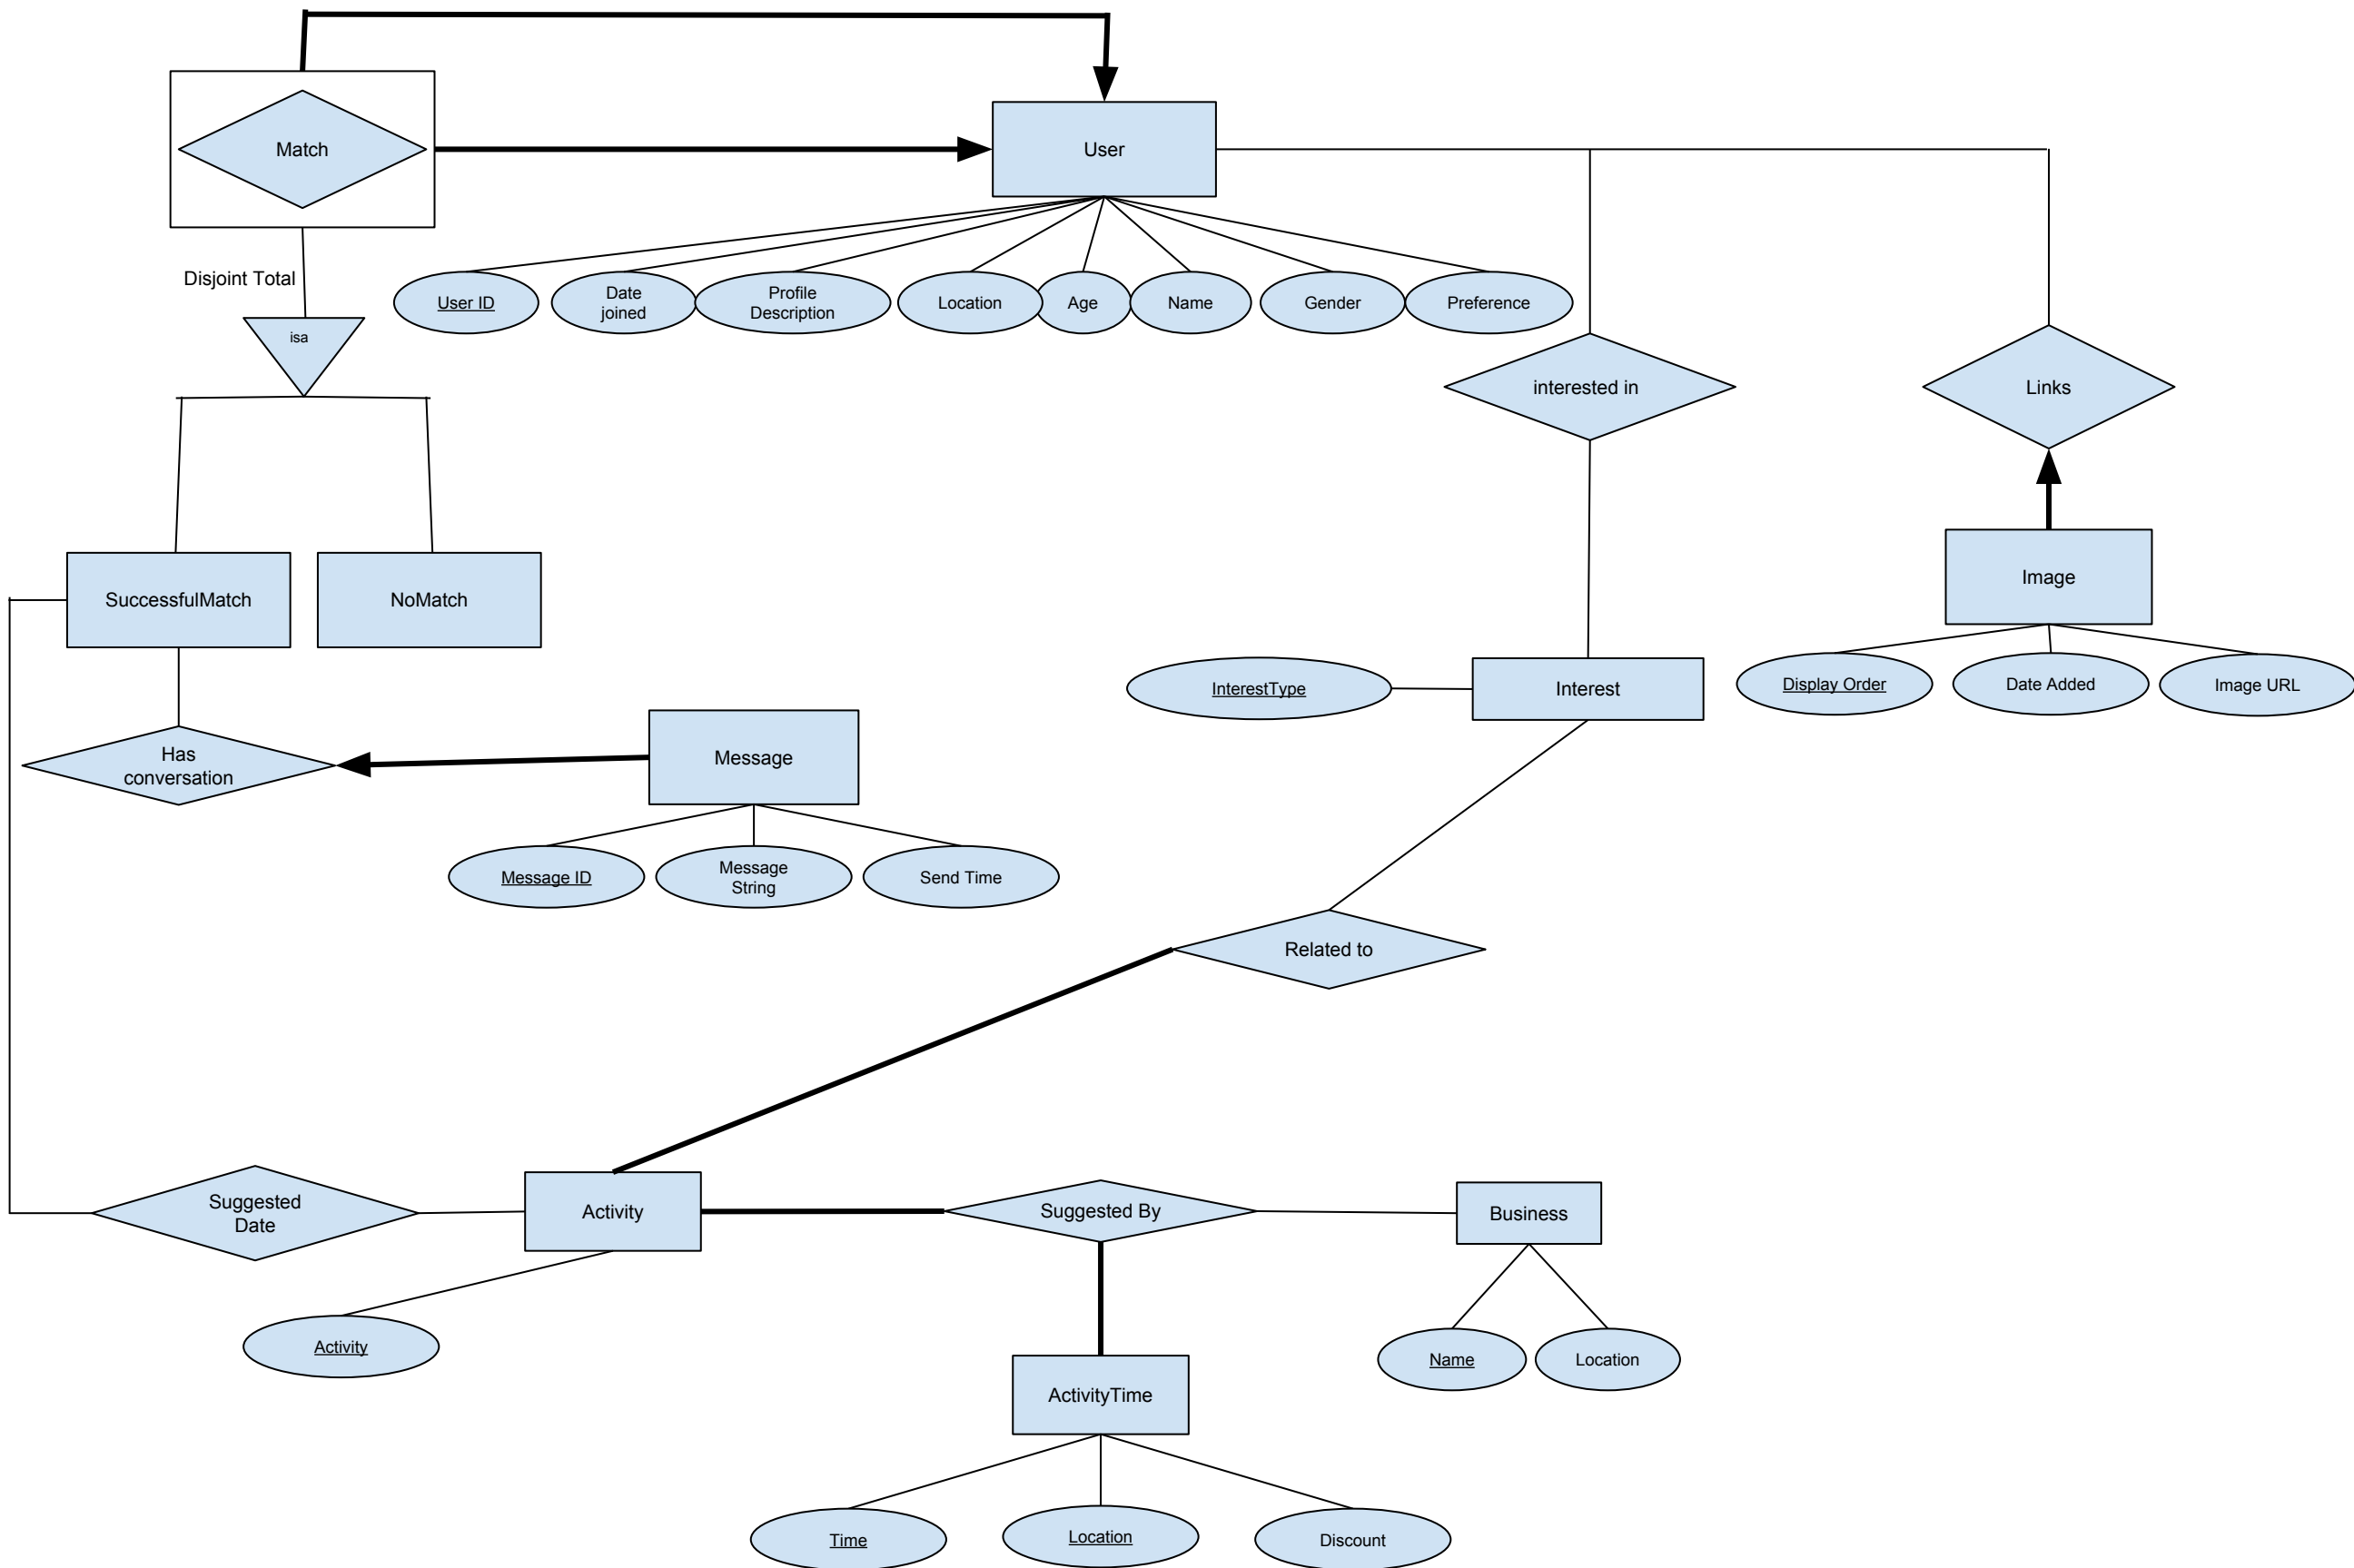 Match
User
Disjoint Total
User ID
Date
joined
Profile
Description
Location
Age
Name
Gender
Preference
isa
interested in
Links
SuccessfulMatch
NoMatch
Image
InterestType
Interest
Display Order
Date Added
Image URL
Has
conversation
Message
Message ID
Message
String
Send Time
Related to
Suggested
Date
Activity
Suggested By
Business
Activity
Name
Location
ActivityTime
Time
Location
Discount